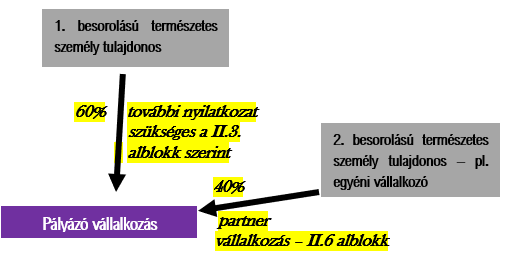 1. besorolású természetes
személy tulajdonos
60%
további nyilatkozat
szükséges a II.3.
alblokk szerint
2. besorolású természetes
személy tulajdonos – pl.
egyéni vállalkozó
40%
Pályázó vállalkozás
partner
vállalkozás – II.6 alblokk